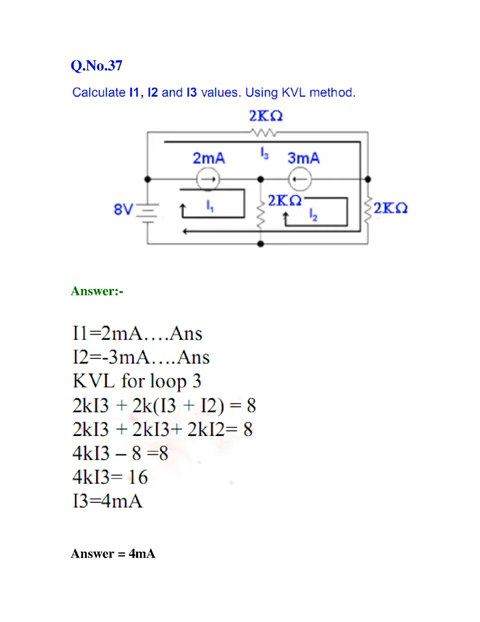 Q.No.37
Calculate I1, I2 and I3 values. Using KVL method.
2KΩ
2mA
I₃
3mA
8V
I₁
2KΩ
I₂
2KΩ
Answer:-
I1=2mA….Ans
I2=-3mA….Ans
KVL for loop 3
2kI3 + 2k(I3 + I2) = 8
2kI3 + 2kI3+ 2kI2= 8
4kI3 – 8 =8
4kI3= 16
I3=4mA
Answer = 4mA